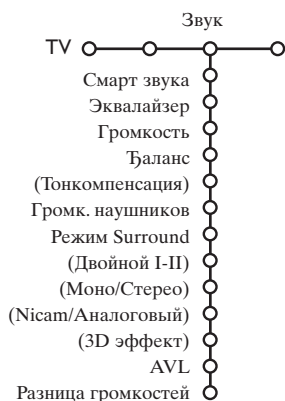 Звук
TV
Смарт звука
Эквалайзер
Громкость
Ђаланс
(Тонкомпенсация)
Громк. наушников
Режим Surround
(Двойной I-II)
(Моно/Стерео)
(Nicam/Аналоговый)
(3D эффект)
AVL
Разница громкостей